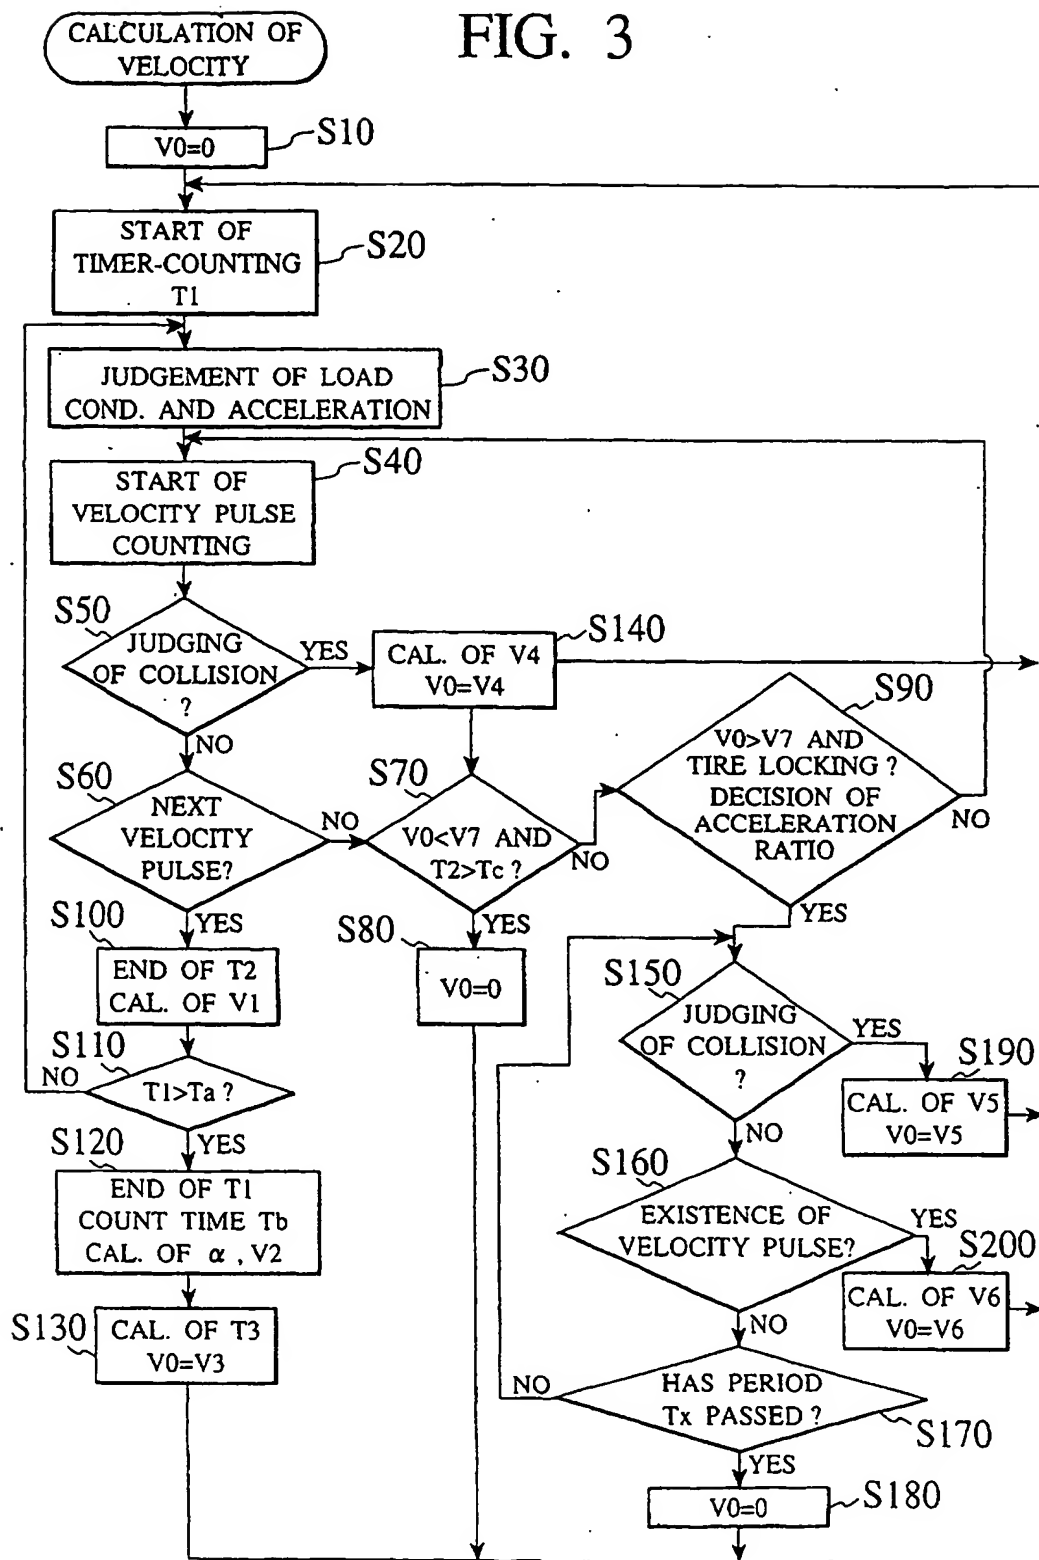 FIG. 3
CALCULATION OF
VELOCITY
V0=0
S10
START OF
TIMER-COUNTING
T1
S20
JUDGEMENT OF LOAD
COND. AND ACCELERATION
S30
START OF
VELOCITY PULSE
COUNTING
S40
S50
JUDGING
OF COLLISION
?
YES
NO
CAL. OF V4
V0=V4
S140
S60
NEXT
VELOCITY
PULSE?
NO
YES
S70
V0<V7 AND
T2>Tc ?
NO
YES
S90
V0>V7 AND
TIRE LOCKING ?
DECISION OF
ACCELERATION
RATIO
NO
YES
S100
END OF T2
CAL. OF V1
S80
V0=0
S110
T1>Ta ?
NO
YES
S120
END OF T1
COUNT TIME Tb
CAL. OF α , V2
S130
CAL. OF T3
V0=V3
S150
JUDGING
OF COLLISION
?
YES
NO
S190
CAL. OF V5
V0=V5
S160
EXISTENCE OF
VELOCITY PULSE?
YES
NO
S200
CAL. OF V6
V0=V6
HAS PERIOD
Tx PASSED ?
NO
S170
YES
V0=0
S180